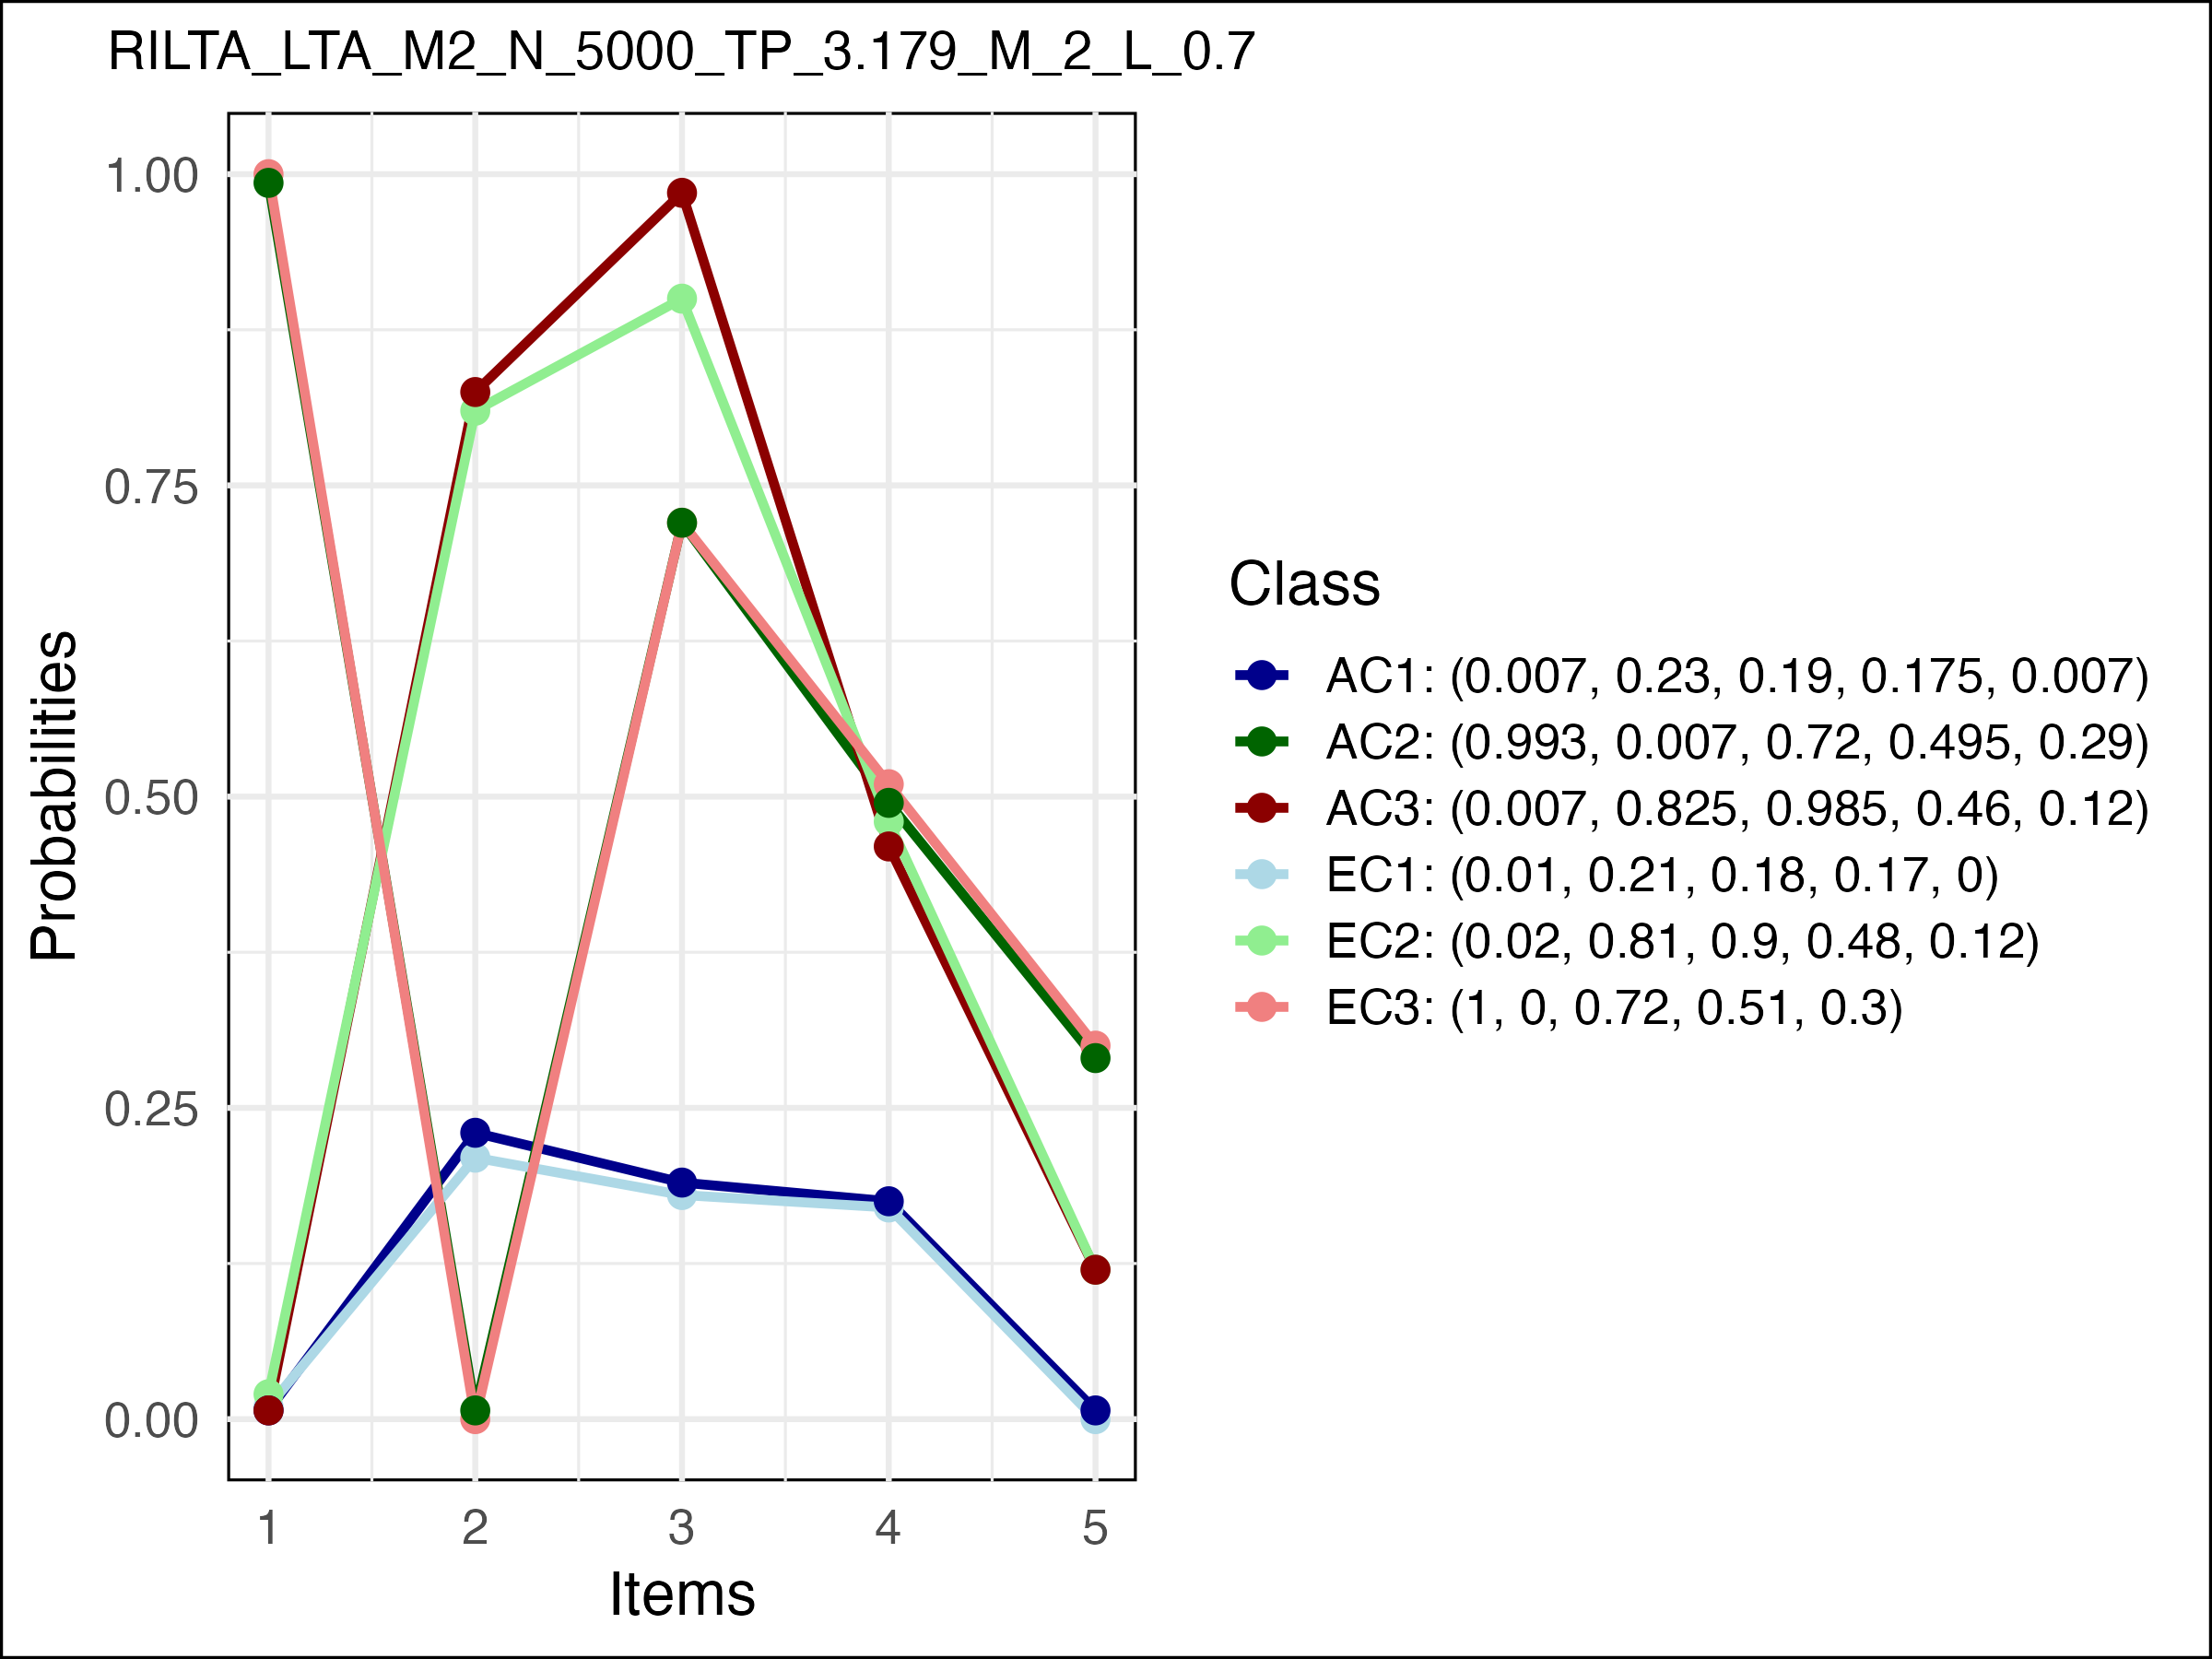 RILTA_LTA_M2_N_5000_TP_3.179_M_2_L_0.7
1.00
0.75
0.50
0.25
0.00
Probabilities
1 2 3 4 5
Items
Class
AC1: (0.007, 0.23, 0.19, 0.175, 0.007)
AC2: (0.993, 0.007, 0.72, 0.495, 0.29)
AC3: (0.007, 0.825, 0.985, 0.46, 0.12)
EC1: (0.01, 0.21, 0.18, 0.17, 0)
EC2: (0.02, 0.81, 0.9, 0.48, 0.12)
EC3: (1, 0, 0.72, 0.51, 0.3)